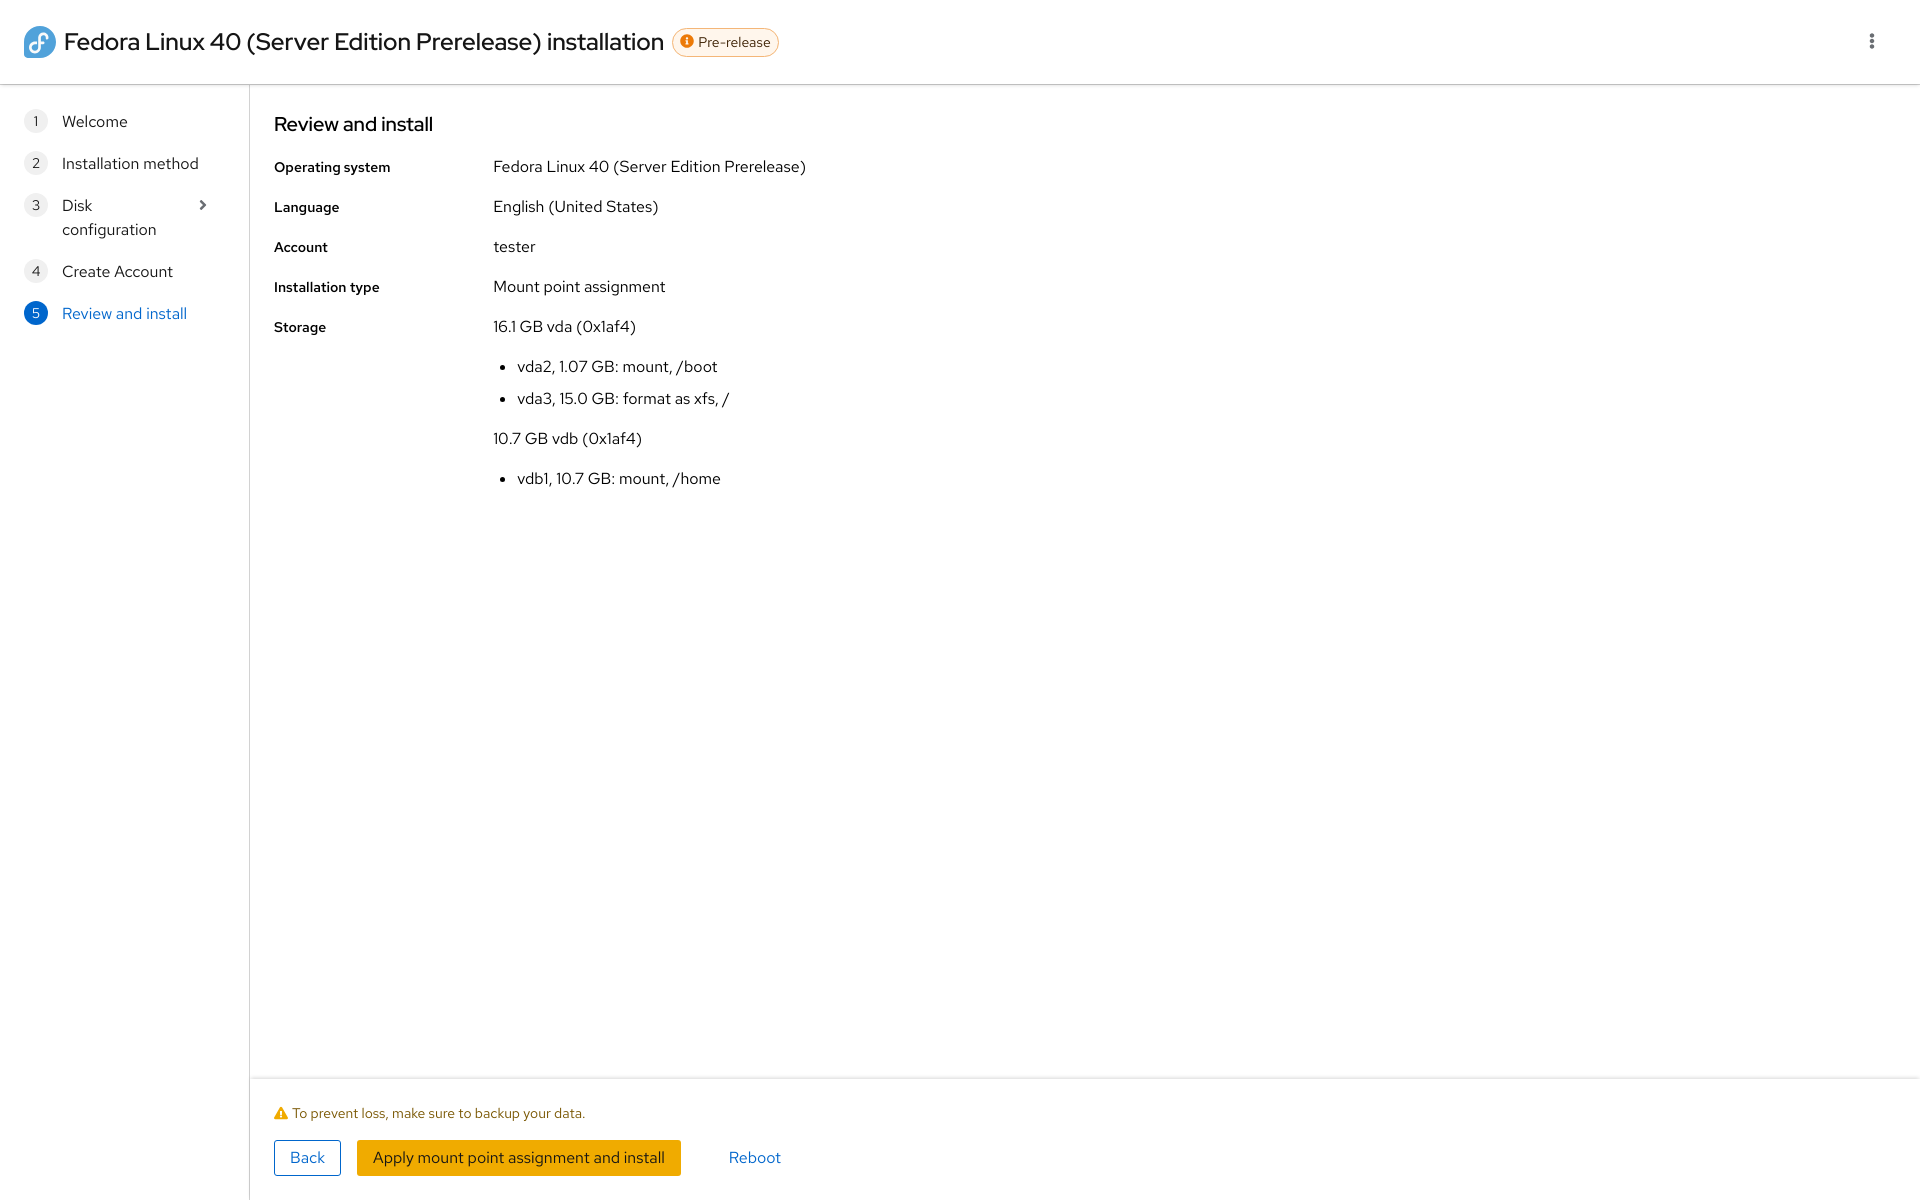 Fedora Linux 40 (Server Edition Prerelease) installation
Pre-release
1 Welcome
2 Installation method
3 Disk
configuration
4 Create Account
5 Review and install
Review and install
Operating system Fedora Linux 40 (Server Edition Prerelease)
Language English (United States)
Account tester
Installation type Mount point assignment
Storage 16.1 GB vda (0x1af4)
• vda2, 1.07 GB: mount, /boot
• vda3, 15.0 GB: format as xfs, /
10.7 GB vdb (0x1af4)
• vdb1, 10.7 GB: mount, /home
To prevent loss, make sure to backup your data.
Back Apply mount point assignment and install Reboot